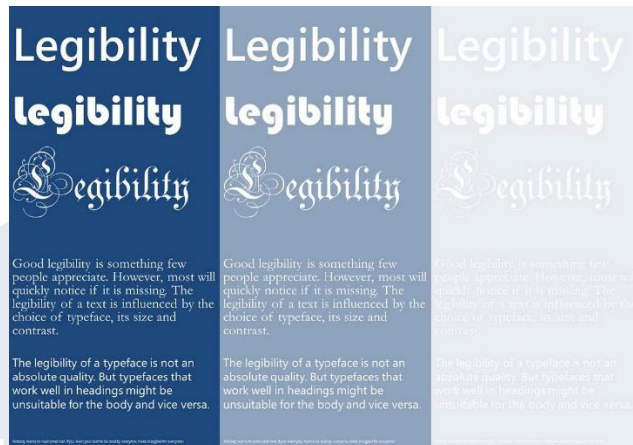 Legibility
Legibility
Legibility
Good legibility is something few
people appreciate. However, most will
quickly notice if it is missing. The
legibility of a text is influenced by the
choice of typeface, its size and
contrast.
The legibility of a typeface is not an
absolute quality. But typefaces that
work well in headings might be
unsuitable for the body and vice versa.
Legibility
Legibility
Legibility
Good legibility is something few
people appreciate. However, most will
quickly notice if it is missing. The
legibility of a text is influenced by the
choice of typeface, its size and
contrast.
The legibility of a typeface is not an
absolute quality. But typefaces that
work well in headings might be
unsuitable for the body and vice versa.
Legibility
Legibility
Legibility
Good legibility is something few
people appreciate. However, most
quickly notice if it is missing. The
legibility of a text is influenced by
choice of typeface, its size and
contrast.
The legibility of a typeface is not an
absolute quality. But typefaces that
work well in headings might be
unsuitable for the body and vice